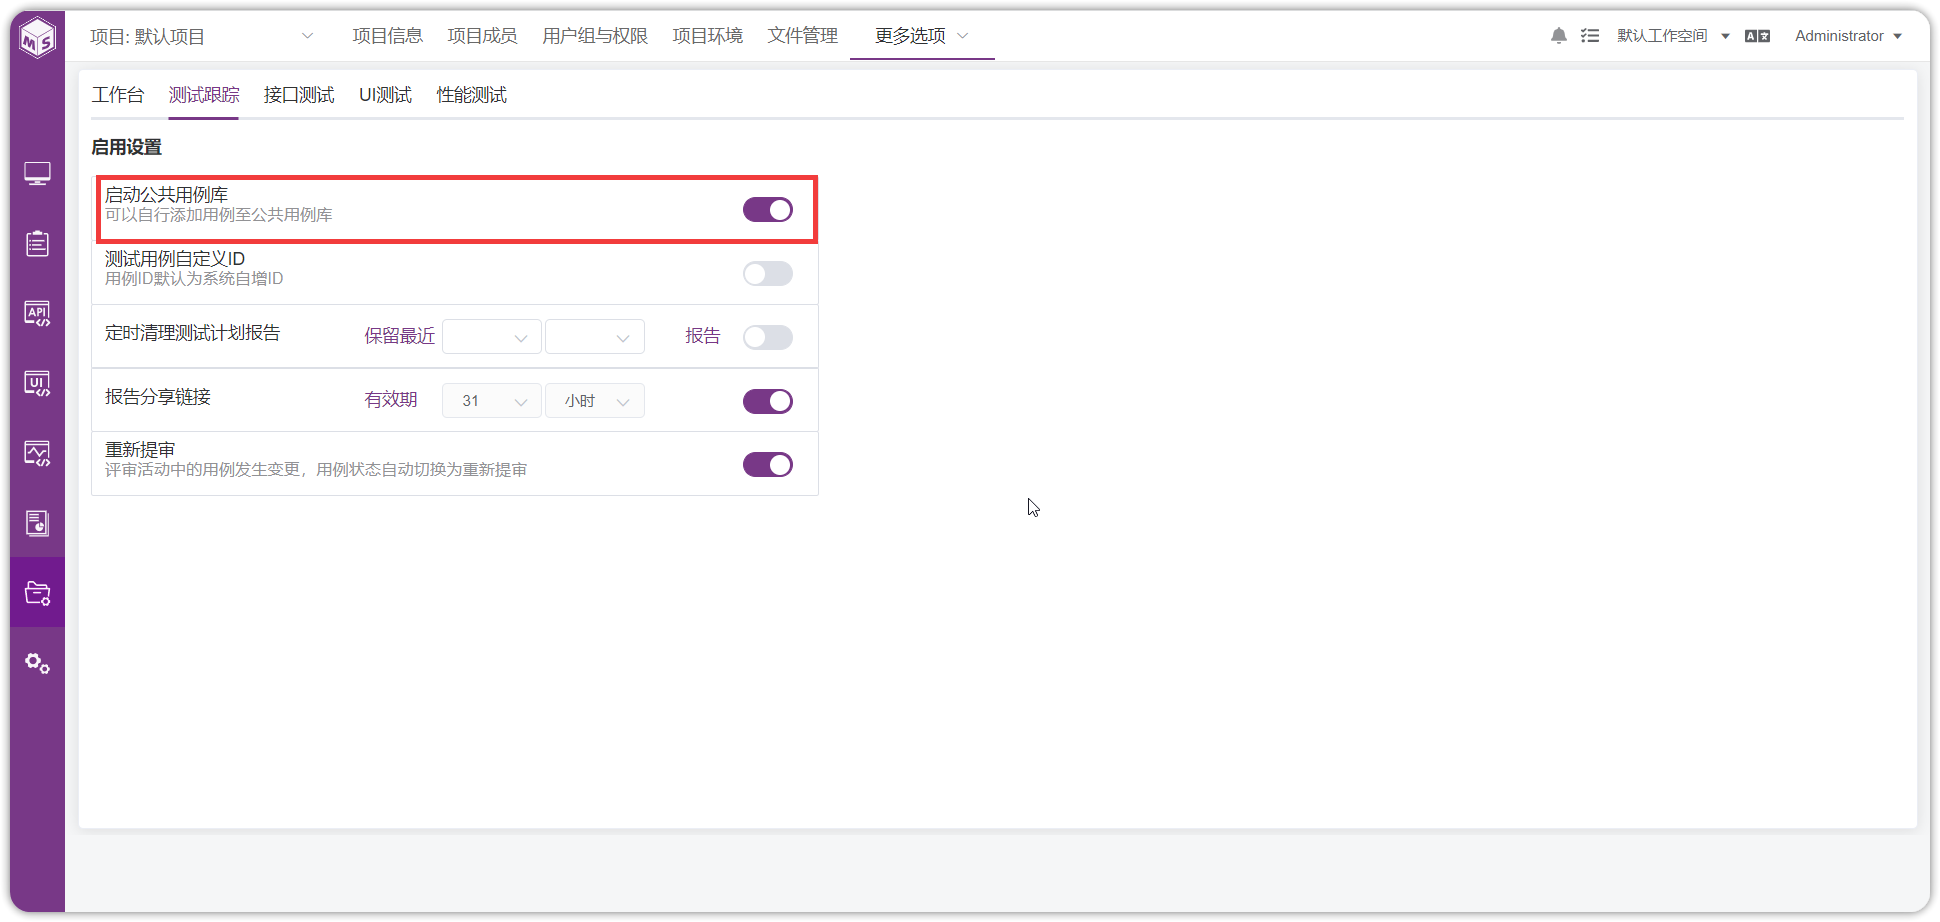 项目: 默认项目 项目信息 项目成员 用户组与权限 项目环境 文件管理 更多选项 默认工作空间 Administrator
MS
工作台 测试跟踪 接口测试 UI测试 性能测试
启用设置
启动公共用例库
可以自行添加用例至公共用例库
测试用例自定义ID
用例ID默认为系统自增ID
定时清理测试计划报告 保留最近 报告
报告分享链接 有效期 31 小时
重新提审
评审活动中的用例发生变更，用例状态自动切换为重新提审
API
UI